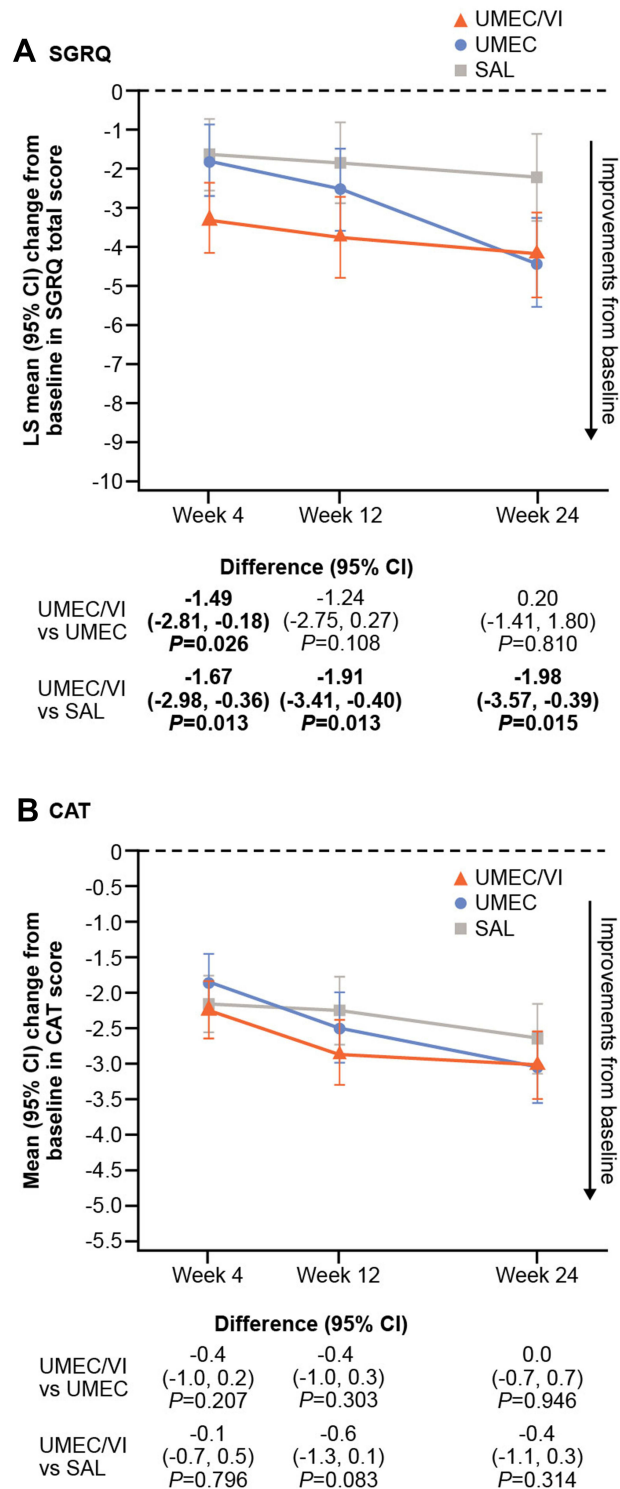 UMEC/VI
UMEC
SAL
A SGRQ
LS mean (95% CI) change from
baseline in SGRQ total score
0
-1
-2
-3
-4
-5
-6
-7
-8
-9
-10
Improvements from baseline
Week 4 Week 12 Week 24
Difference (95% CI)
UMEC/VI
vs UMEC
-1.49 -1.24 0.20
(-2.81, -0.18) (-2.75, 0.27) (-1.41, 1.80)
P=0.026 P=0.108 P=0.810
UMEC/VI
vs SAL
-1.67 -1.91 -1.98
(-2.98, -0.36) (-3.41, -0.40) (-3.57, -0.39)
P=0.013 P=0.013 P=0.015
B CAT
Mean (95% CI) change from
baseline in CAT score
0
-0.5
-1.0
-1.5
-2.0
-2.5
-3.0
-3.5
-4.0
-4.5
-5.0
-5.5
UMEC/VI
UMEC
SAL
Improvements from baseline
Week 4 Week 12 Week 24
Difference (95% CI)
UMEC/VI
vs UMEC
-0.4 -0.4 0.0
(-1.0, 0.2) (-1.0, 0.3) (-0.7, 0.7)
P=0.207 P=0.303 P=0.946
UMEC/VI
vs SAL
-0.1 -0.6 -0.4
(-0.7, 0.5) (-1.3, 0.1) (-1.1, 0.3)
P=0.796 P=0.083 P=0.314